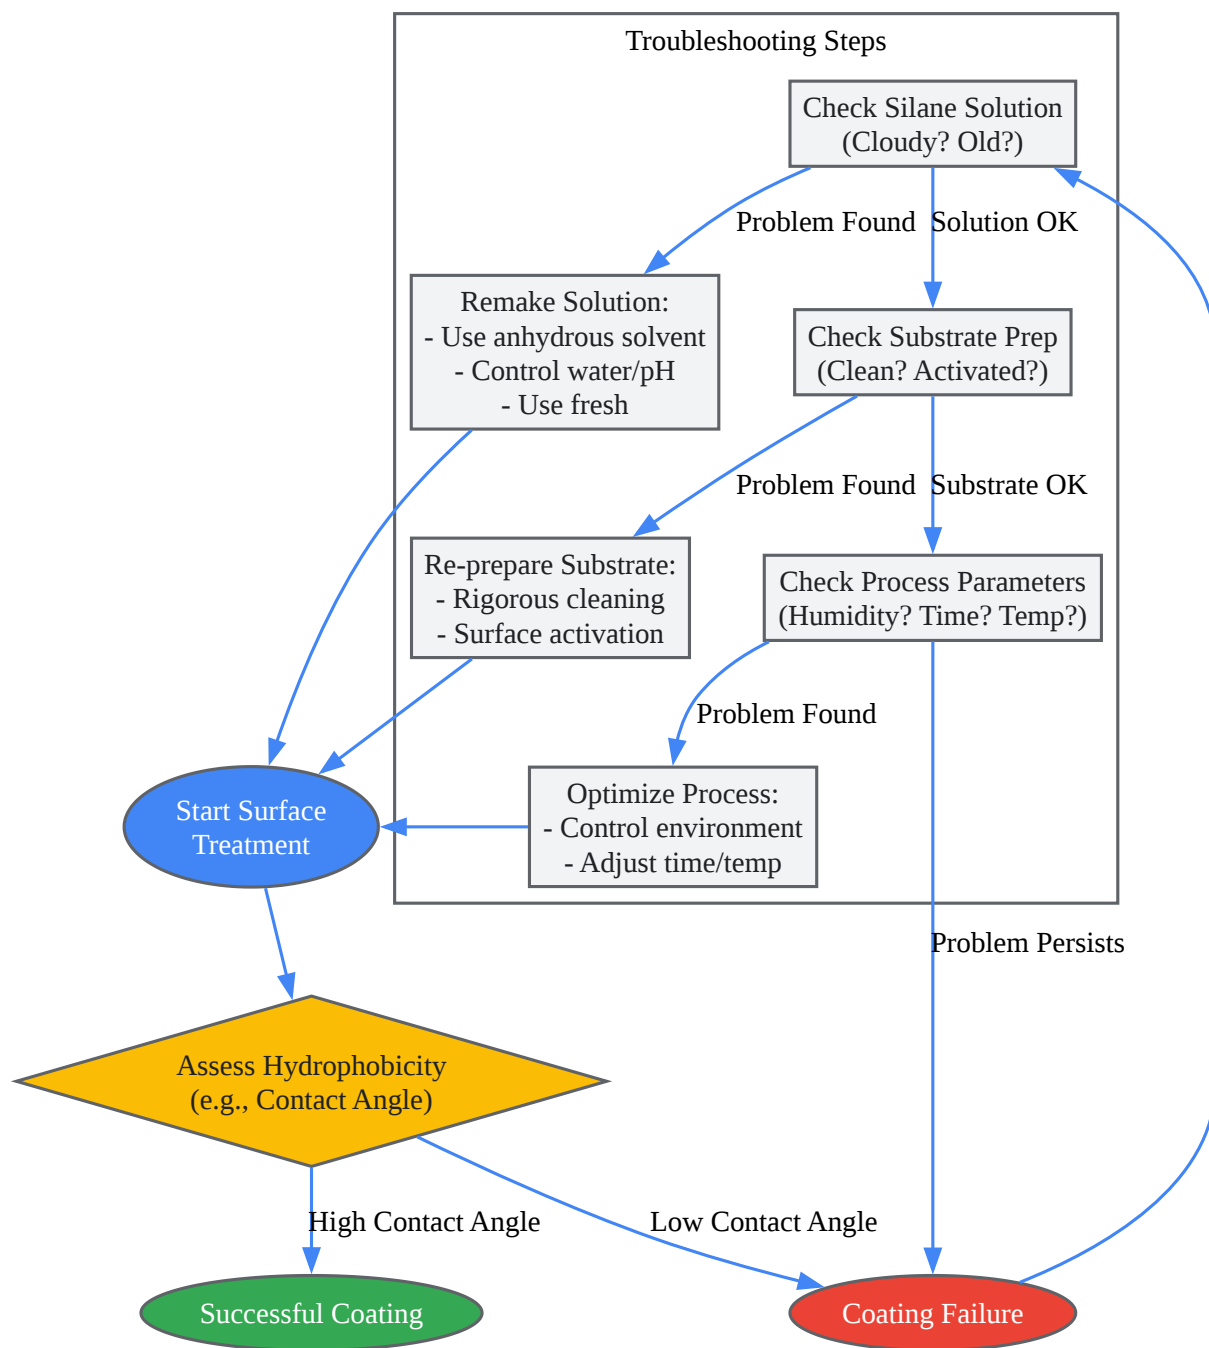 Troubleshooting Steps
Check Silane Solution
(Cloudy? Old?)
Problem Found
Solution OK
Remake Solution:
- Use anhydrous solvent
- Control water/pH
- Use fresh
Check Substrate Prep
(Clean? Activated?)
Problem Found
Substrate OK
Re-prepare Substrate:
- Rigorous cleaning
- Surface activation
Check Process Parameters
(Humidity? Time? Temp?)
Problem Found
Optimize Process:
- Control environment
- Adjust time/temp
Start Surface
Treatment
Problem Persists
Assess Hydrophobicity
(e.g., Contact Angle)
High Contact Angle
Low Contact Angle
Successful Coating
Coating Failure